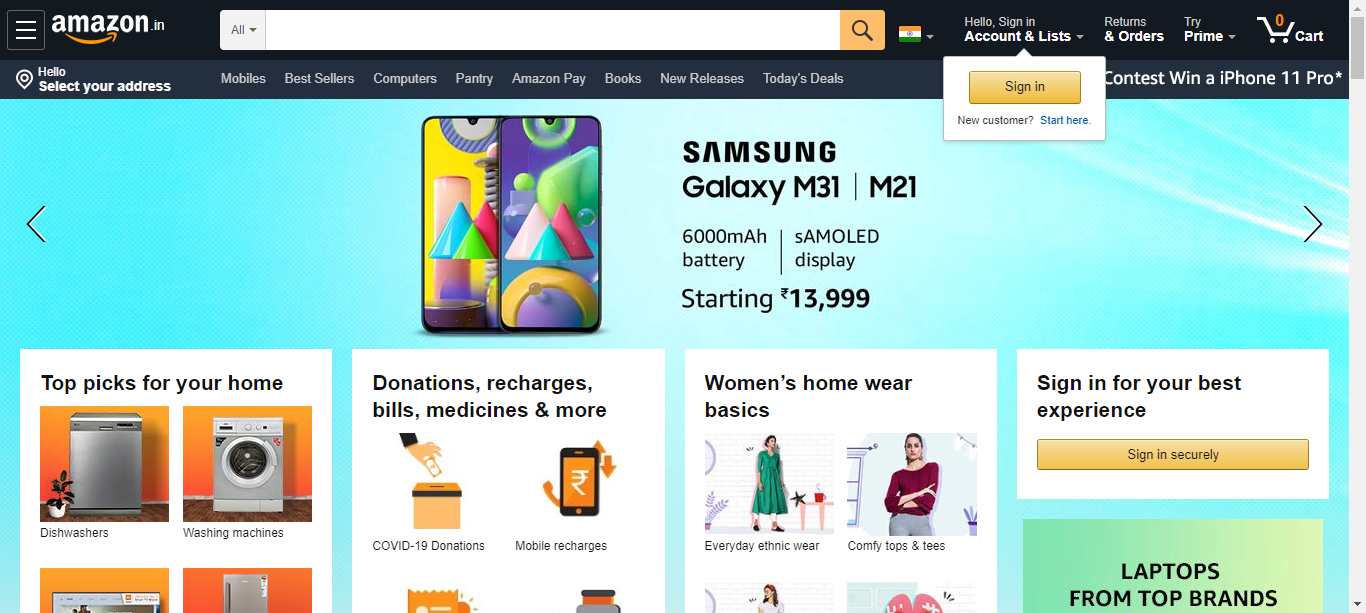 amazon.in
All
Hello, Sign in
Account & Lists
Returns
& Orders
Try
Prime
0
Cart
Hello
Select your address
Mobiles
Best Sellers
Computers
Pantry
Amazon Pay
Books
New Releases
Today's Deals
Contest Win a iPhone 11 Pro*
Sign in
New customer? Start here.
SAMSUNG
Galaxy M31 | M21
6000mAh
battery
sAMOLED
display
Starting ₹13,999
Top picks for your home
Dishwashers
Washing machines
Donations, recharges,
bills, medicines & more
₹
COVID-19 Donations
Mobile recharges
Women’s home wear
basics
Everyday ethnic wear
Comfy tops & tees
Sign in for your best
experience
Sign in securely
LAPTOPS
FROM TOP BRANDS